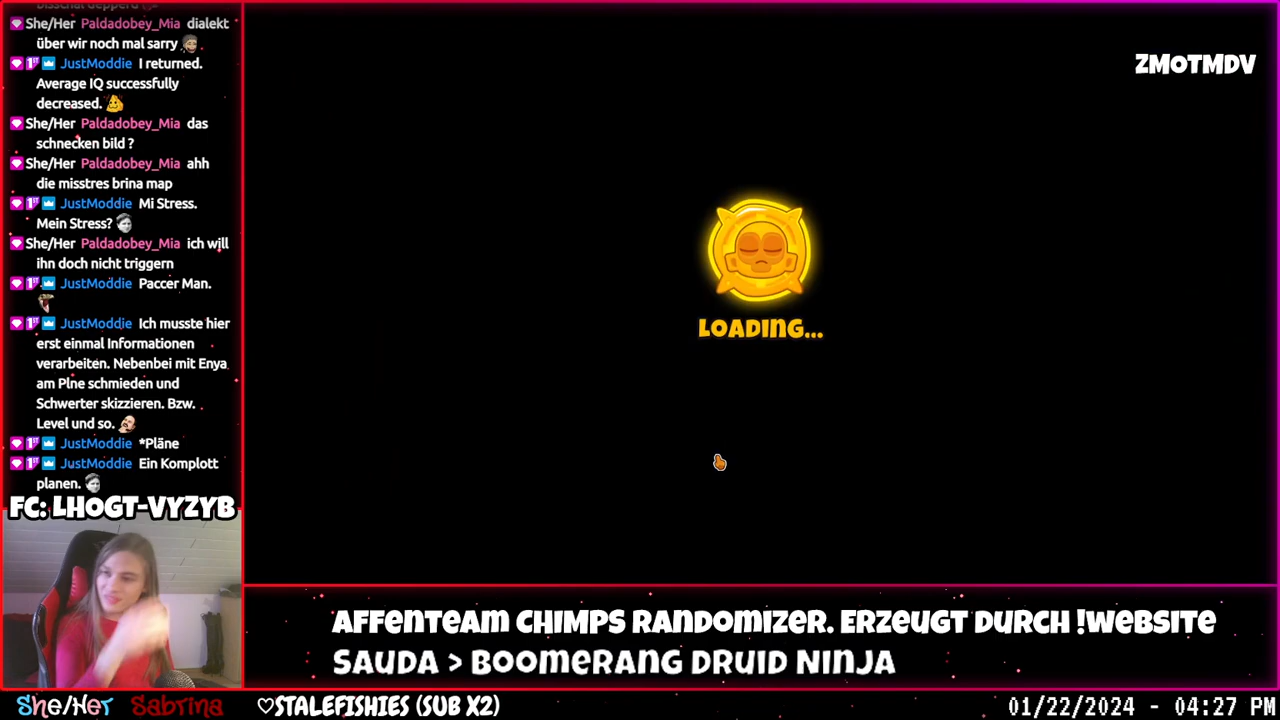 She/Her Paldadobey_Mia dialekt
über wir noch mal sarry
JustModdie I returned.
Average IQ successfully
decreased.
She/Her Paldadobey_Mia das
schnecken bild ?
She/Her Paldadobey_Mia ahh
die misstres brina map
JustModdie Mi Stress.
Mein Stress?
She/Her Paldadobey_Mia ich will
ihn doch nicht triggern
JustModdie Paccer Man.
JustModdie Ich musste hier
erst einmal Informationen
verarbeiten. Nebenbei mit Enya
am Plne schmieden und
Schwerter skizzieren. Bzw.
Level und so.
JustModdie *Pläne
JustModdie Ein Komplott
planen.
FC: LHOGT-VYZYB
ZMOTMDV
LOADING...
AFFENTEAM CHIMPS RANDOMIZER. ERZEUGT DURCH !WEBSITE
SAUDA > BOOMERANG DRUID NINJA
She/Her Sabrina
♡STALEFISHIES (SUB X2)
01/22/2024 - 04:27 PM